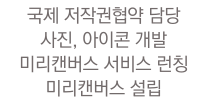 국제 저작권협약 담당
사진, 아이콘 개발
미리캔버스 서비스 런칭
미리캔버스 설립